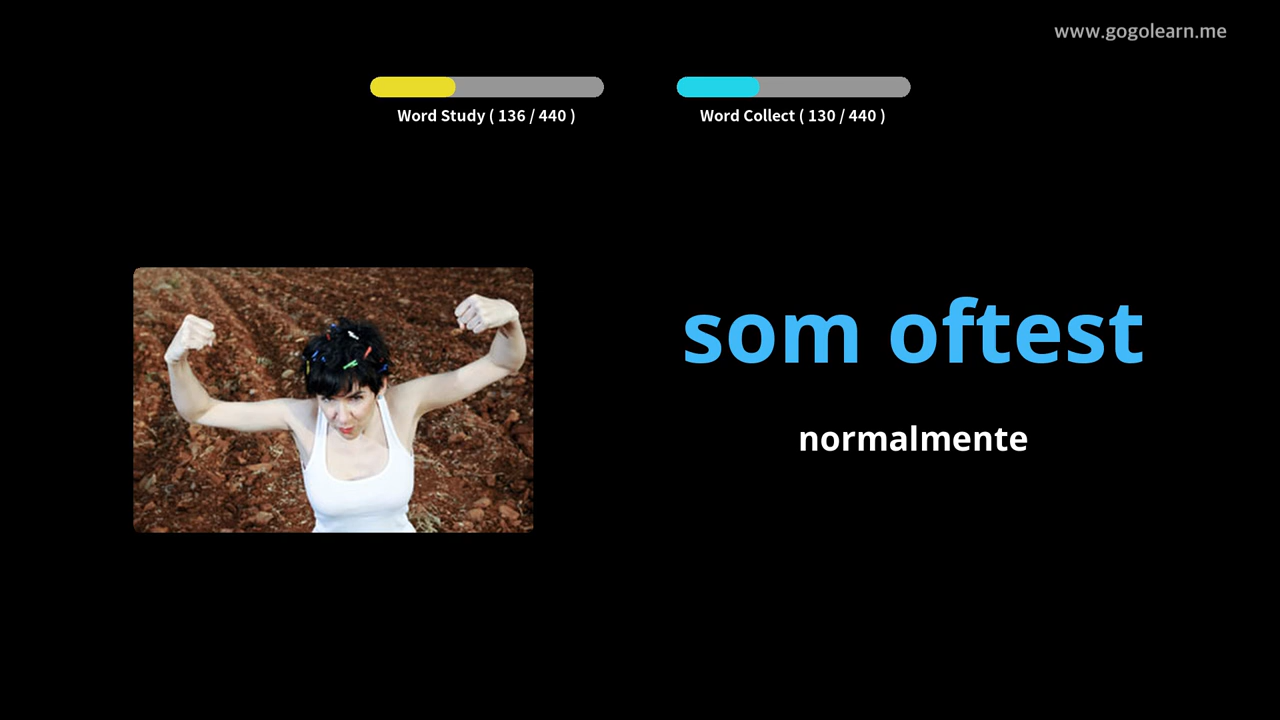 www.gogolearn.me
Word Study ( 136 / 440 )
Word Collect ( 130 / 440 )
som oftest
normalmente